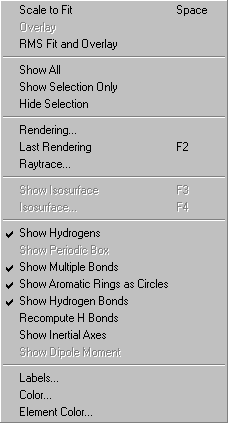 Scale to Fit Space
Overlay
RMS Fit and Overlay
Show All
Show Selection Only
Hide Selection
Rendering...
Last Rendering F2
Raytrace...
Show Isosurface F3
Isosurface... F4
Show Hydrogens
Show Periodic Box
Show Multiple Bonds
Show Aromatic Rings as Circles
Show Hydrogen Bonds
Recompute H Bonds
Show Inertial Axes
Show Dipole Moment
Labels...
Color...
Element Color...